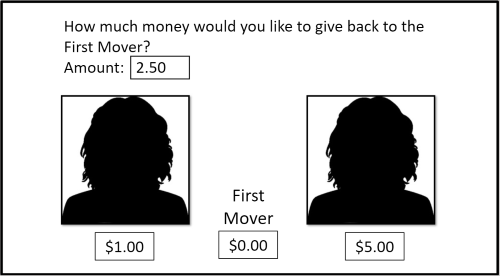 How much money would you like to give back to the
First Mover?
Amount: 2.50
First
Mover
$1.00
$0.00
$5.00